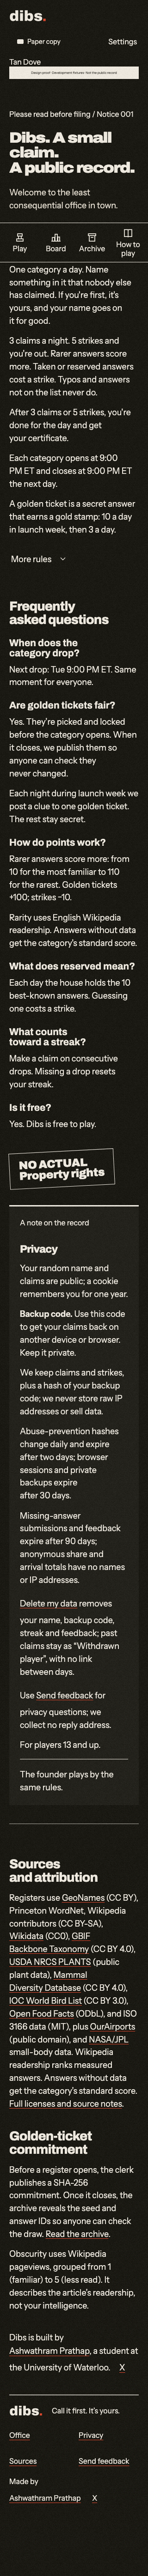 dibs.
Paper copy
Settings
Tan Dove
Design proof · Development fixtures · Not the public record
Please read before filing / Notice 001
Dibs. A small
claim.
A public record.
Welcome to the least
consequential office in town.
Play
Board
Archive
How to
play
One category a day. Name
something in it that nobody else
has claimed. If you're first, it's
yours, and your name goes on
it for good.
3 claims a night. 5 strikes and
you're out. Rarer answers score
more. Taken or reserved answers
cost a strike. Typos and answers
not on the list never do.
After 3 claims or 5 strikes, you're
done for the day and get
your certificate.
Each category opens at 9:00
PM ET and closes at 9:00 PM ET
the next day.
A golden ticket is a secret answer
that earns a gold stamp: 10 a day
in launch week, then 3 a day.
More rules
Frequently
asked questions
When does the
category drop?
Next drop: Tue 9:00 PM ET. Same
moment for everyone.
Are golden tickets fair?
Yes. They're picked and locked
before the category opens. When
it closes, we publish them so
anyone can check they
never changed.
Each night during launch week we
post a clue to one golden ticket.
The rest stay secret.
How do points work?
Rarer answers score more: from
10 for the most familiar to 110
for the rarest. Golden tickets
+100; strikes −10.
Rarity uses English Wikipedia
readership. Answers without data
get the category's standard score.
What does reserved mean?
Each day the house holds the 10
best-known answers. Guessing
one costs a strike.
What counts
toward a streak?
Make a claim on consecutive
drops. Missing a drop resets
your streak.
Is it free?
Yes. Dibs is free to play.
NO ACTUAL
Property rights
A note on the record
Privacy
Your random name and
claims are public; a cookie
remembers you for one year.
Backup code. Use this code
to get your claims back on
another device or browser.
Keep it private.
We keep claims and strikes,
plus a hash of your backup
code; we never store raw IP
addresses or sell data.
Abuse-prevention hashes
change daily and expire
after two days; browser
sessions and private
backups expire
after 30 days.
Missing-answer
submissions and feedback
expire after 90 days;
anonymous share and
arrival totals have no names
or IP addresses.
Delete my data removes
your name, backup code,
streak and feedback; past
claims stay as "Withdrawn
player", with no link
between days.
Use Send feedback for
privacy questions; we
collect no reply address.
For players 13 and up.
The founder plays by the
same rules.
Sources
and attribution
Registers use GeoNames (CC BY),
Princeton WordNet, Wikipedia
contributors (CC BY-SA),
Wikidata (CC0), GBIF
Backbone Taxonomy (CC BY 4.0),
USDA NRCS PLANTS (public
plant data), Mammal
Diversity Database (CC BY 4.0),
IOC World Bird List (CC BY 3.0),
Open Food Facts (ODbL), and ISO
3166 data (MIT), plus OurAirports
(public domain), and NASA/JPL
small-body data. Wikipedia
readership ranks measured
answers. Answers without data
get the category's standard score.
Full licenses and source notes.
Golden-ticket
commitment
Before a register opens, the clerk
publishes a SHA-256
commitment. Once it closes, the
archive reveals the seed and
answer IDs so anyone can check
the draw. Read the archive.
Obscurity uses Wikipedia
pageviews, grouped from 1
(familiar) to 5 (less read). It
describes the article's readership,
not your intelligence.
Dibs is built by
Ashwathram Prathap, a student at
the University of Waterloo. X
dibs. Call it first. It's yours.
Office
Privacy
Sources
Send feedback
Made by
Ashwathram Prathap X